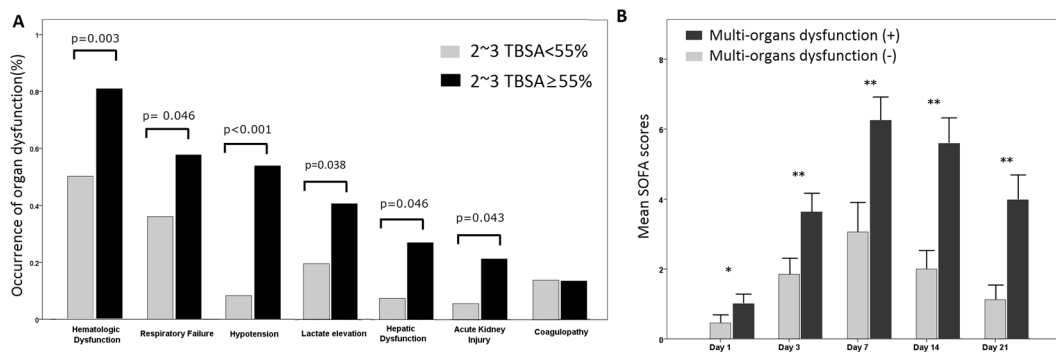 A
Occurrence of organ dysfunction(%)
1
0.8
0.6
0.4
0.2
0
p=0.003
p= 0.046
p<0.001
p=0.038
p=0.046
p=0.043
2~3 TBSA<55%
2~3 TBSA≥55%
Hematologic
Dysfunction
Respiratory Failure
Hypotension
Lactate elevation
Hepatic
Dysfunction
Acute Kidney
Injury
Coagulopathy
B
Mean SOFA scores
8
6
4
2
0
Multi-organs dysfunction (+)
Multi-organs dysfunction (-)
*
**
**
**
**
Day 1
Day 3
Day 7
Day 14
Day 21